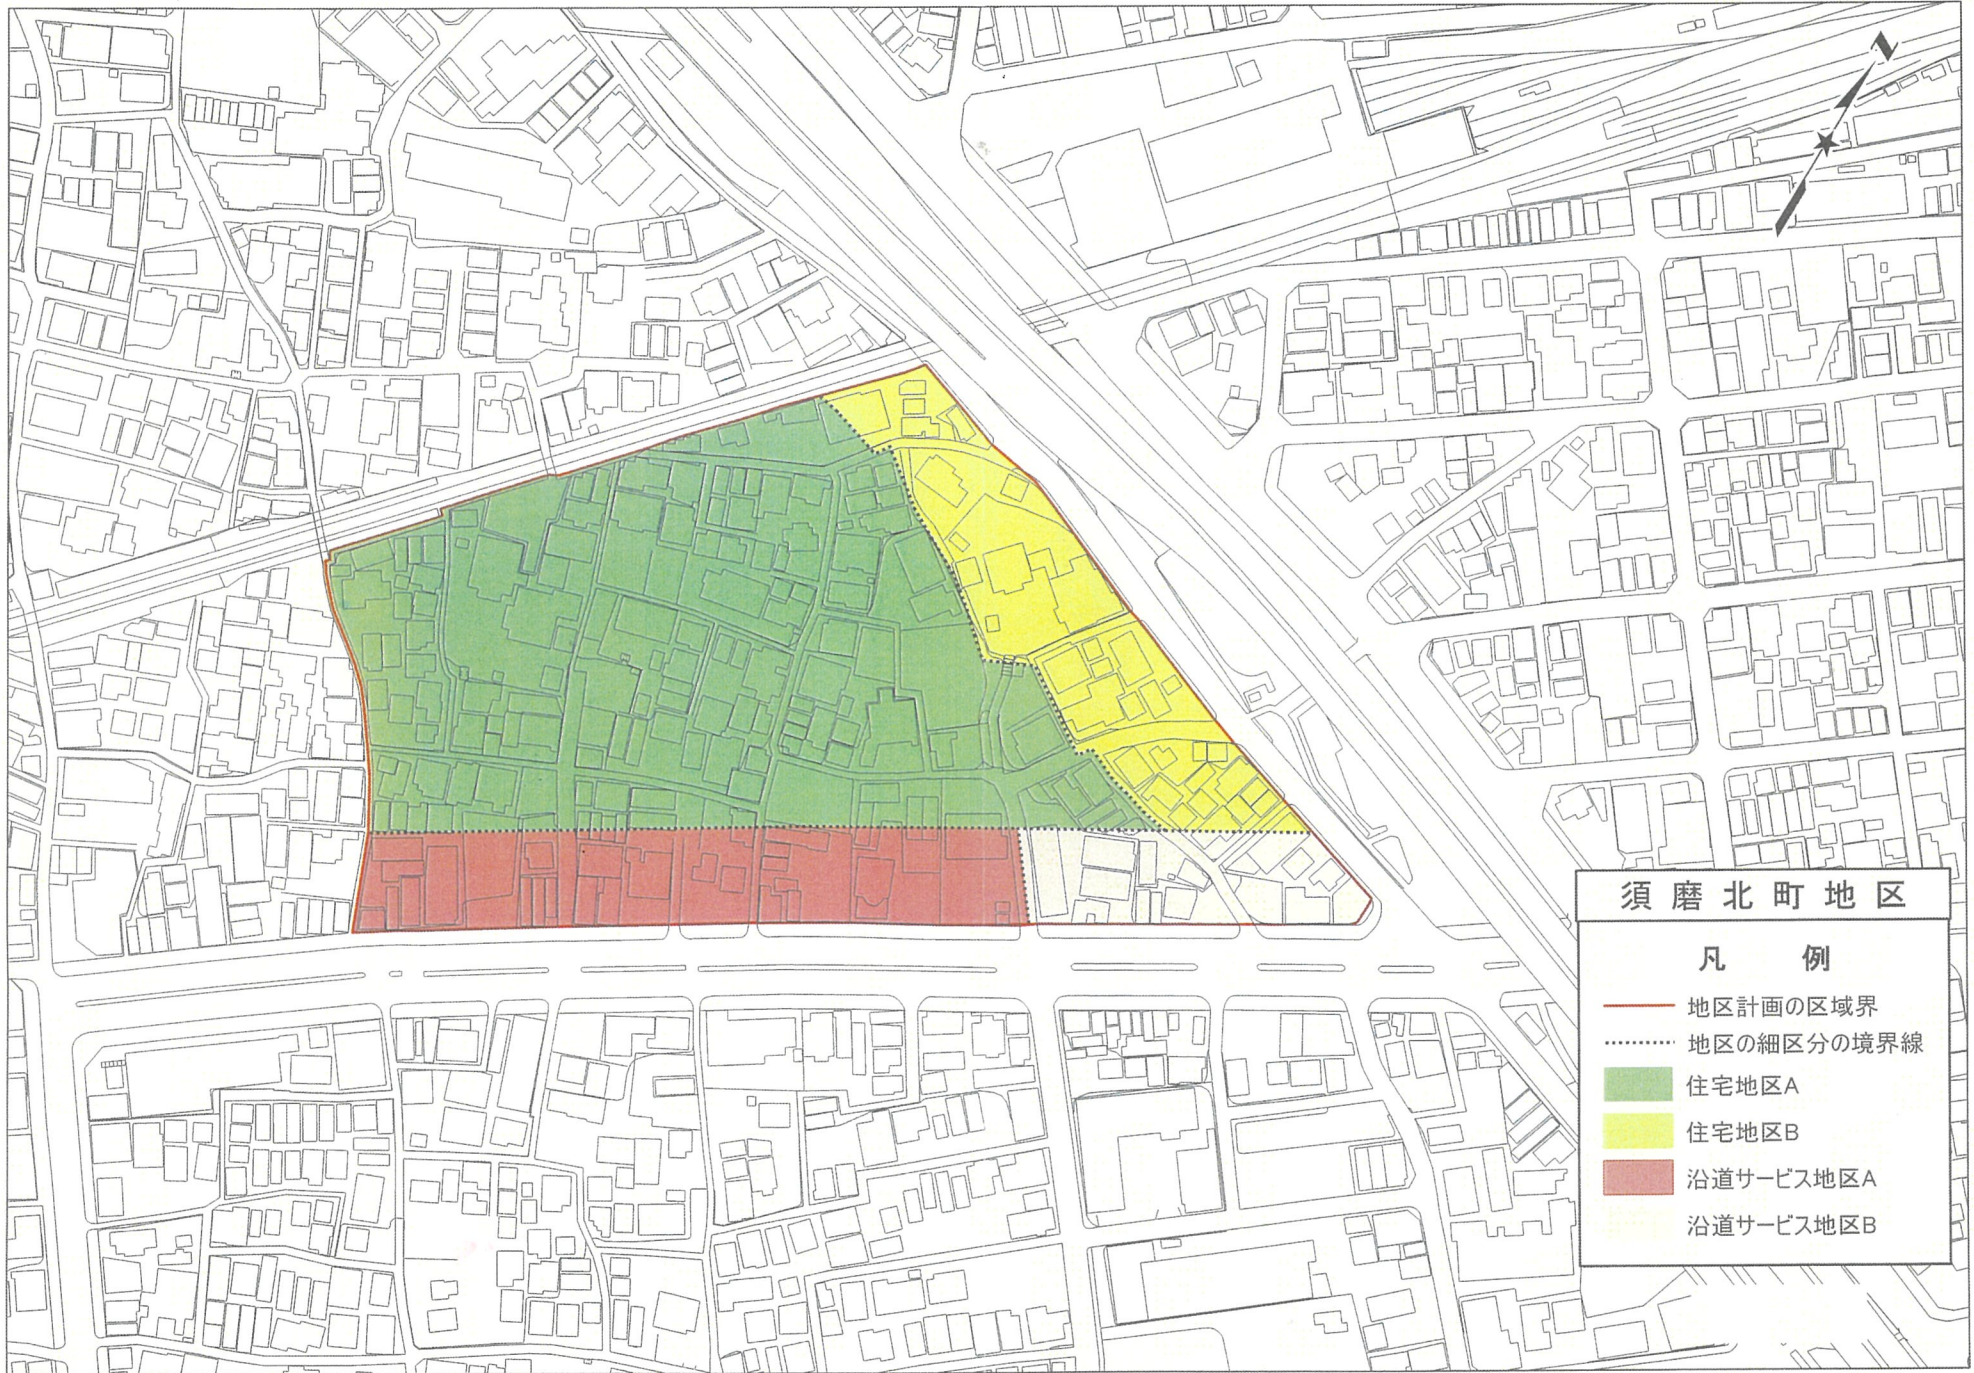 N
須磨北町地区
凡 例
地区計画の区域界
地区の細区分の境界線
住宅地区A
住宅地区B
沿道サービス地区A
沿道サービス地区B